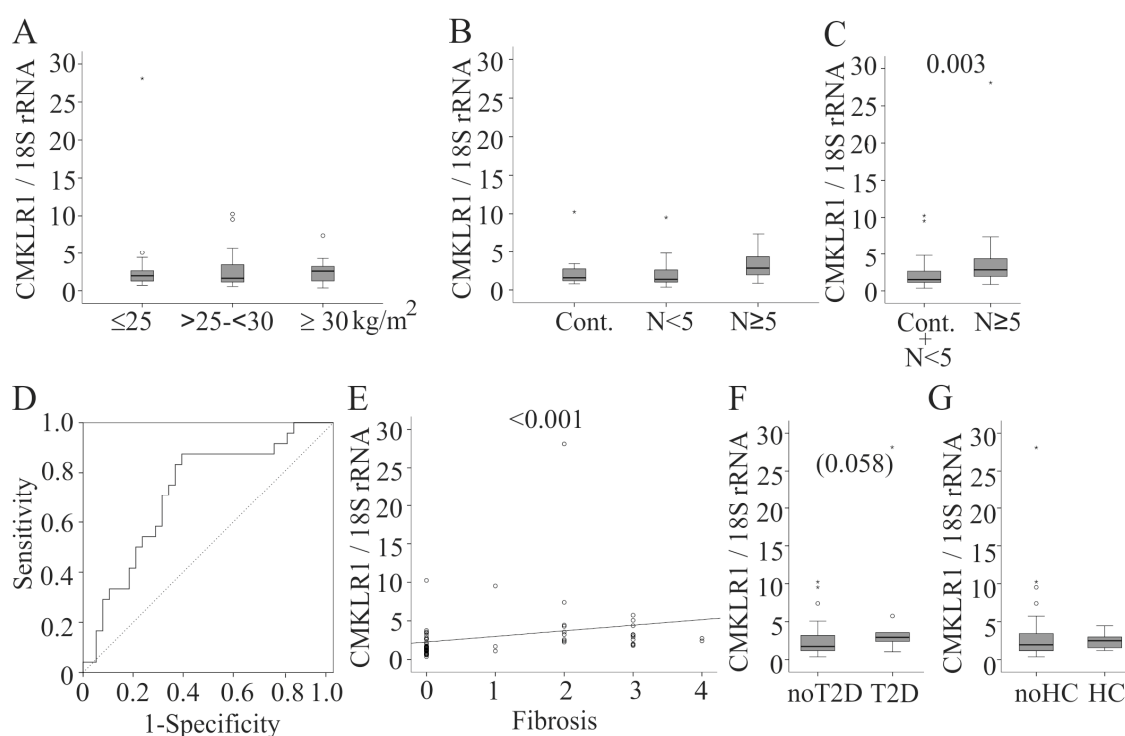 A
CMKLR1 / 18S rRNA
30
25
20
15
10
5
0
≤25 >25-<30 ≥ 30 kg/m²
B
CMKLR1 / 18S rRNA
30
25
20
15
10
5
0
Cont. N<5 N≥5
C
0.003
CMKLR1 / 18S rRNA
30
25
20
15
10
5
0
Cont. N≥5
+
N<5
D
Sensitivity
1.0
0.8
0.6
0.4
0.2
0
0 0.2 0.4 0.6 0.8 1.0
1-Specificity
E
<0.001
CMKLR1 / 18S rRNA
30
25
20
15
10
5
0
0 1 2 3 4
Fibrosis
F
(0.058)
CMKLR1 / 18S rRNA
30
25
20
15
10
5
0
noT2D T2D
G
CMKLR1 / 18S rRNA
30
25
20
15
10
5
0
noHC HC